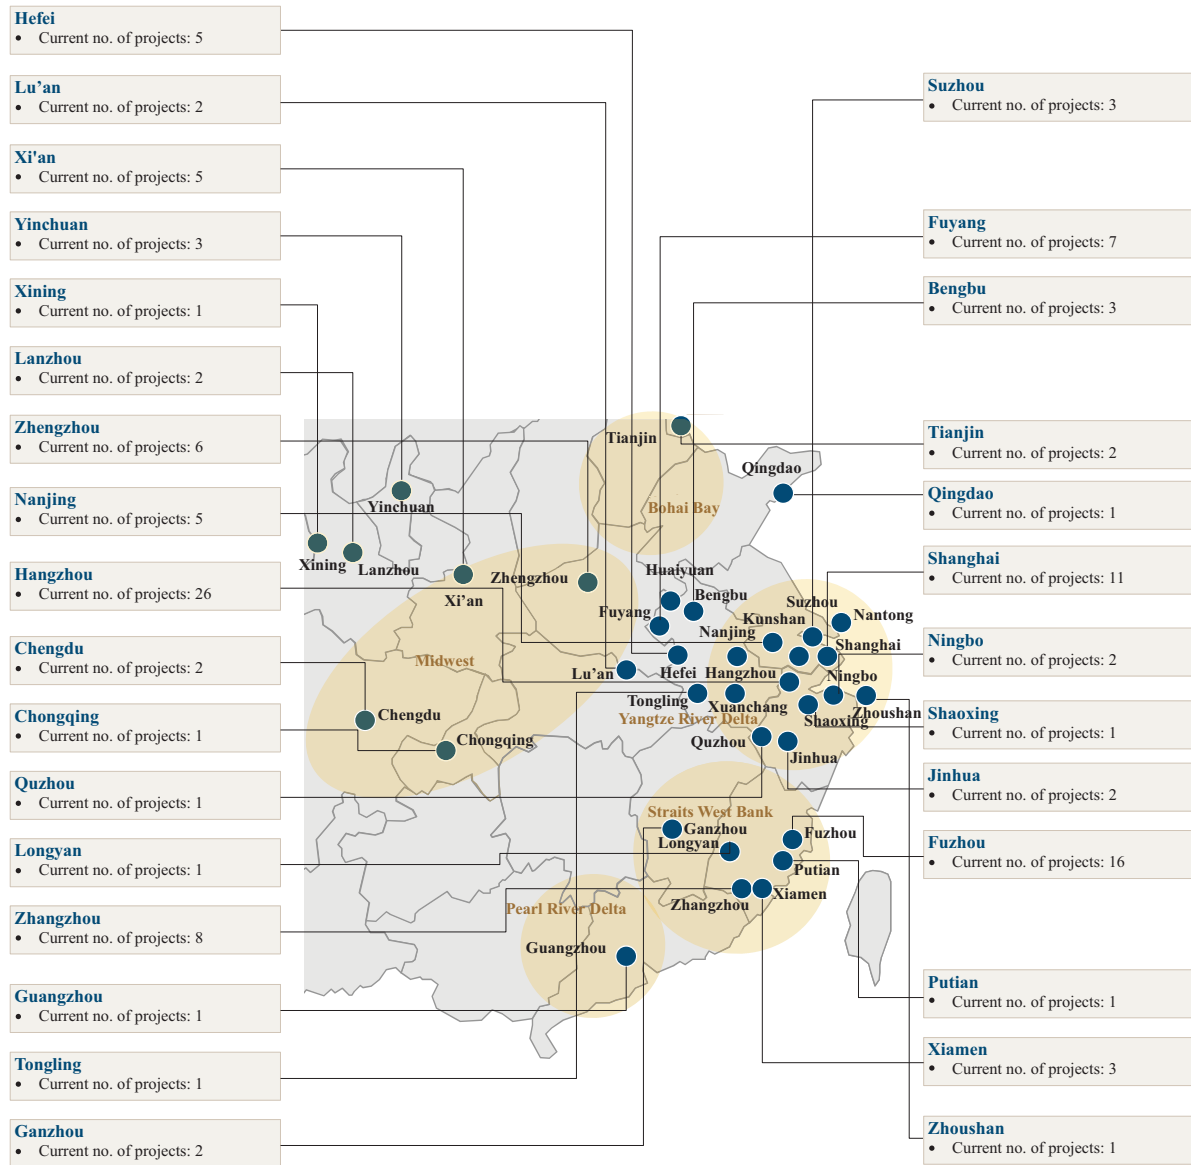 Hefei
• Current no. of projects: 5
Lu’an
• Current no. of projects: 2
Xi'an
• Current no. of projects: 5
Yinchuan
• Current no. of projects: 3
Xining
• Current no. of projects: 1
Lanzhou
• Current no. of projects: 2
Zhengzhou
• Current no. of projects: 6
Nanjing
• Current no. of projects: 5
Hangzhou
• Current no. of projects: 26
Chengdu
• Current no. of projects: 2
Chongqing
• Current no. of projects: 1
Quzhou
• Current no. of projects: 1
Longyan
• Current no. of projects: 1
Zhangzhou
• Current no. of projects: 8
Guangzhou
• Current no. of projects: 1
Tongling
• Current no. of projects: 1
Ganzhou
• Current no. of projects: 2
Tianjin
Qingdao
Yinchuan
Bohai Bay
Xining
Lanzhou
Xi’an
Zhengzhou
Huaiyuan
Bengbu
Fuyang
Suzhou
Kunshan
Nantong
Nanjing
Shanghai
Midwest
Lu’an
Hefei
Hangzhou
Ningbo
Tongling
Xuanchang
Zhoushan
Yangtze River Delta
Shaoxing
Chengdu
Chongqing
Quzhou
Jinhua
Straits West Bank
Ganzhou
Longyan
Fuzhou
Putian
Zhangzhou
Xiamen
Pearl River Delta
Guangzhou
Suzhou
• Current no. of projects: 3
Fuyang
• Current no. of projects: 7
Bengbu
• Current no. of projects: 3
Tianjin
• Current no. of projects: 2
Qingdao
• Current no. of projects: 1
Shanghai
• Current no. of projects: 11
Ningbo
• Current no. of projects: 2
Shaoxing
• Current no. of projects: 1
Jinhua
• Current no. of projects: 2
Fuzhou
• Current no. of projects: 16
Putian
• Current no. of projects: 1
Xiamen
• Current no. of projects: 3
Zhoushan
• Current no. of projects: 1